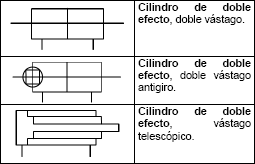 Cilindro de doble
efecto, doble vástago.
Cilindro de doble
efecto, doble vástago
antigiro.
Cilindro de doble
efecto, vástago
telescópico.